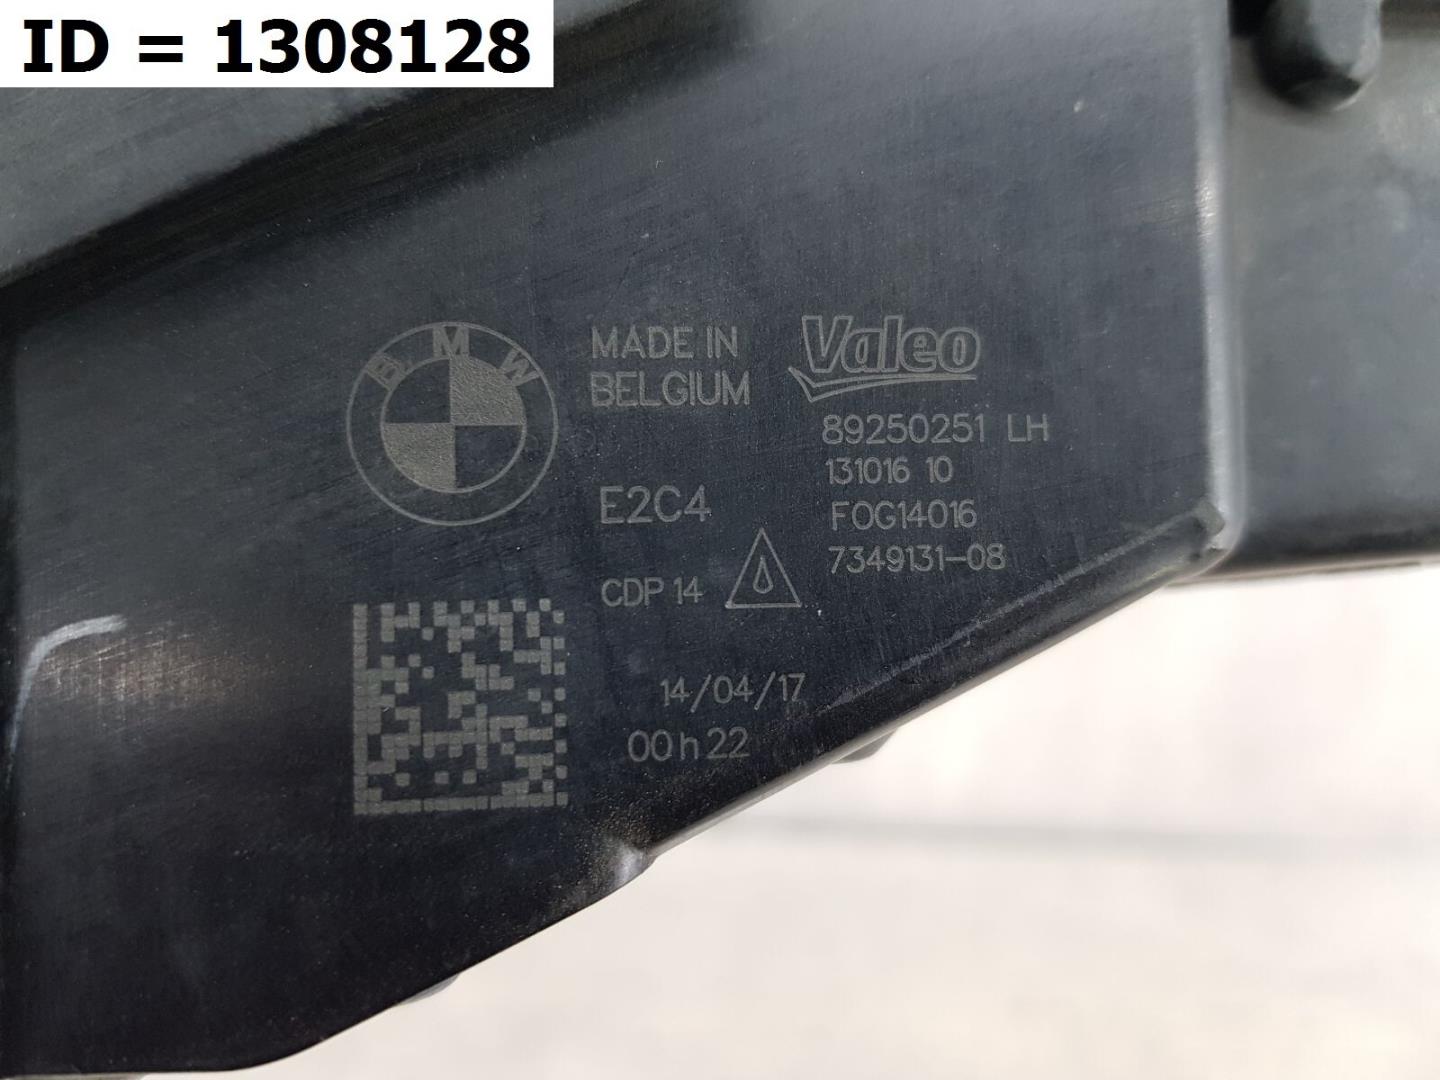 ID = 1308128
BMW
MADE IN
BELGIUM
Valeo
89250251 LH
131016 10
E2C4
F0G14016
7349131-08
CDP 14
14/04/17
00h22